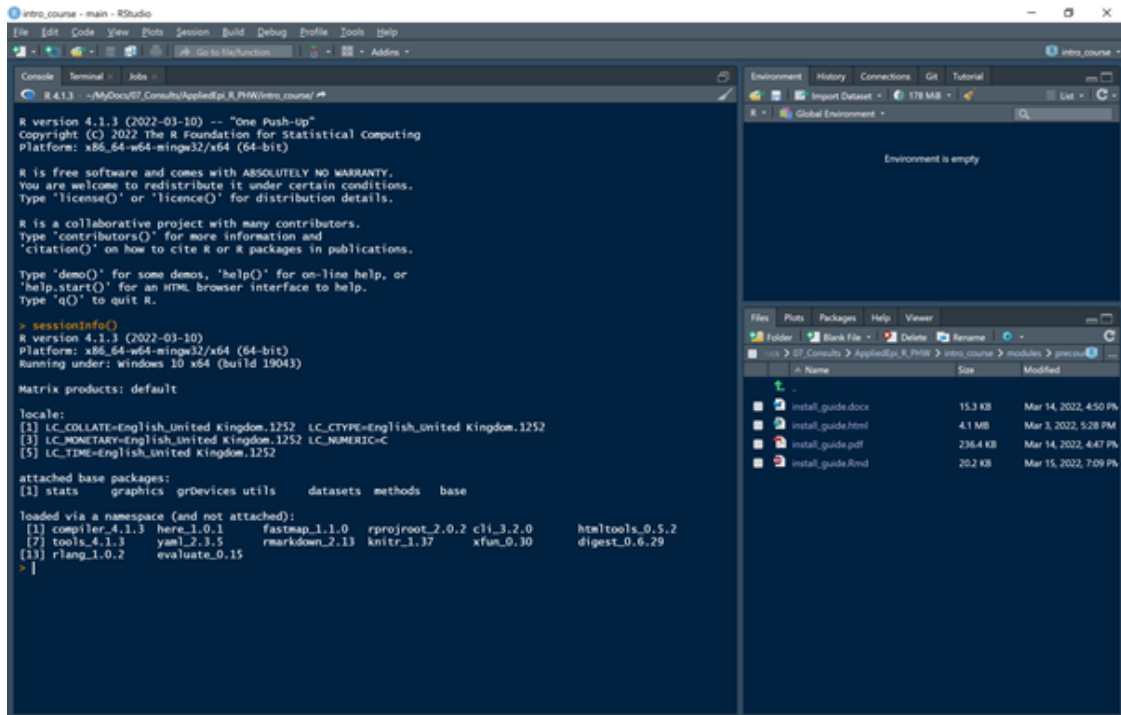 intro_course - main - RStudio
File Edit Code View Plots Session Build Debug Profile Tools Help
Go to file/function Addins intro_course
Console Terminal Jobs
R 4.1.3 · ~/MyDocs/07_Consults/AppliedEpi_R_PHW/intro_course/
R version 4.1.3 (2022-03-10) -- "One Push-Up"
Copyright (C) 2022 The R Foundation for Statistical Computing
Platform: x86_64-w64-mingw32/x64 (64-bit)
R is free software and comes with ABSOLUTELY NO WARRANTY.
You are welcome to redistribute it under certain conditions.
Type 'license()' or 'licence()' for distribution details.
R is a collaborative project with many contributors.
Type 'contributors()' for more information and
'citation()' on how to cite R or R packages in publications.
Type 'demo()' for some demos, 'help()' for on-line help, or
'help.start()' for an HTML browser interface to help.
Type 'q()' to quit R.
> sessionInfo()
R version 4.1.3 (2022-03-10)
Platform: x86_64-w64-mingw32/x64 (64-bit)
Running under: Windows 10 x64 (build 19043)
Matrix products: default
locale:
[1] LC_COLLATE=English_United Kingdom.1252 LC_CTYPE=English_United Kingdom.1252
[3] LC_MONETARY=English_United Kingdom.1252 LC_NUMERIC=C
[5] LC_TIME=English_United Kingdom.1252
attached base packages:
[1] stats graphics grDevices utils datasets methods base
loaded via a namespace (and not attached):
[1] compiler_4.1.3 here_1.0.1 fastmap_1.1.0 rprojroot_2.0.2 cli_3.2.0 htmltools_0.5.2
[7] tools_4.1.3 yaml_2.3.5 rmarkdown_2.13 knitr_1.37 xfun_0.30 digest_0.6.29
[13] rlang_1.0.2 evaluate_0.15
>
Environment History Connections Git Tutorial
Import Dataset 178 MiB List
R Global Environment
Environment is empty
Files Plots Packages Help Viewer
Folder Blank File Delete Rename
07_Consults > AppliedEpi_R_PHW > intro_course > modules > precou
Name Size Modified
..
install_guide.docx 15.3 KB Mar 14, 2022, 4:50 PM
install_guide.html 4.1 MB Mar 3, 2022, 5:28 PM
install_guide.pdf 236.4 KB Mar 14, 2022, 4:47 PM
install_guide.Rmd 20.2 KB Mar 15, 2022, 7:09 PM